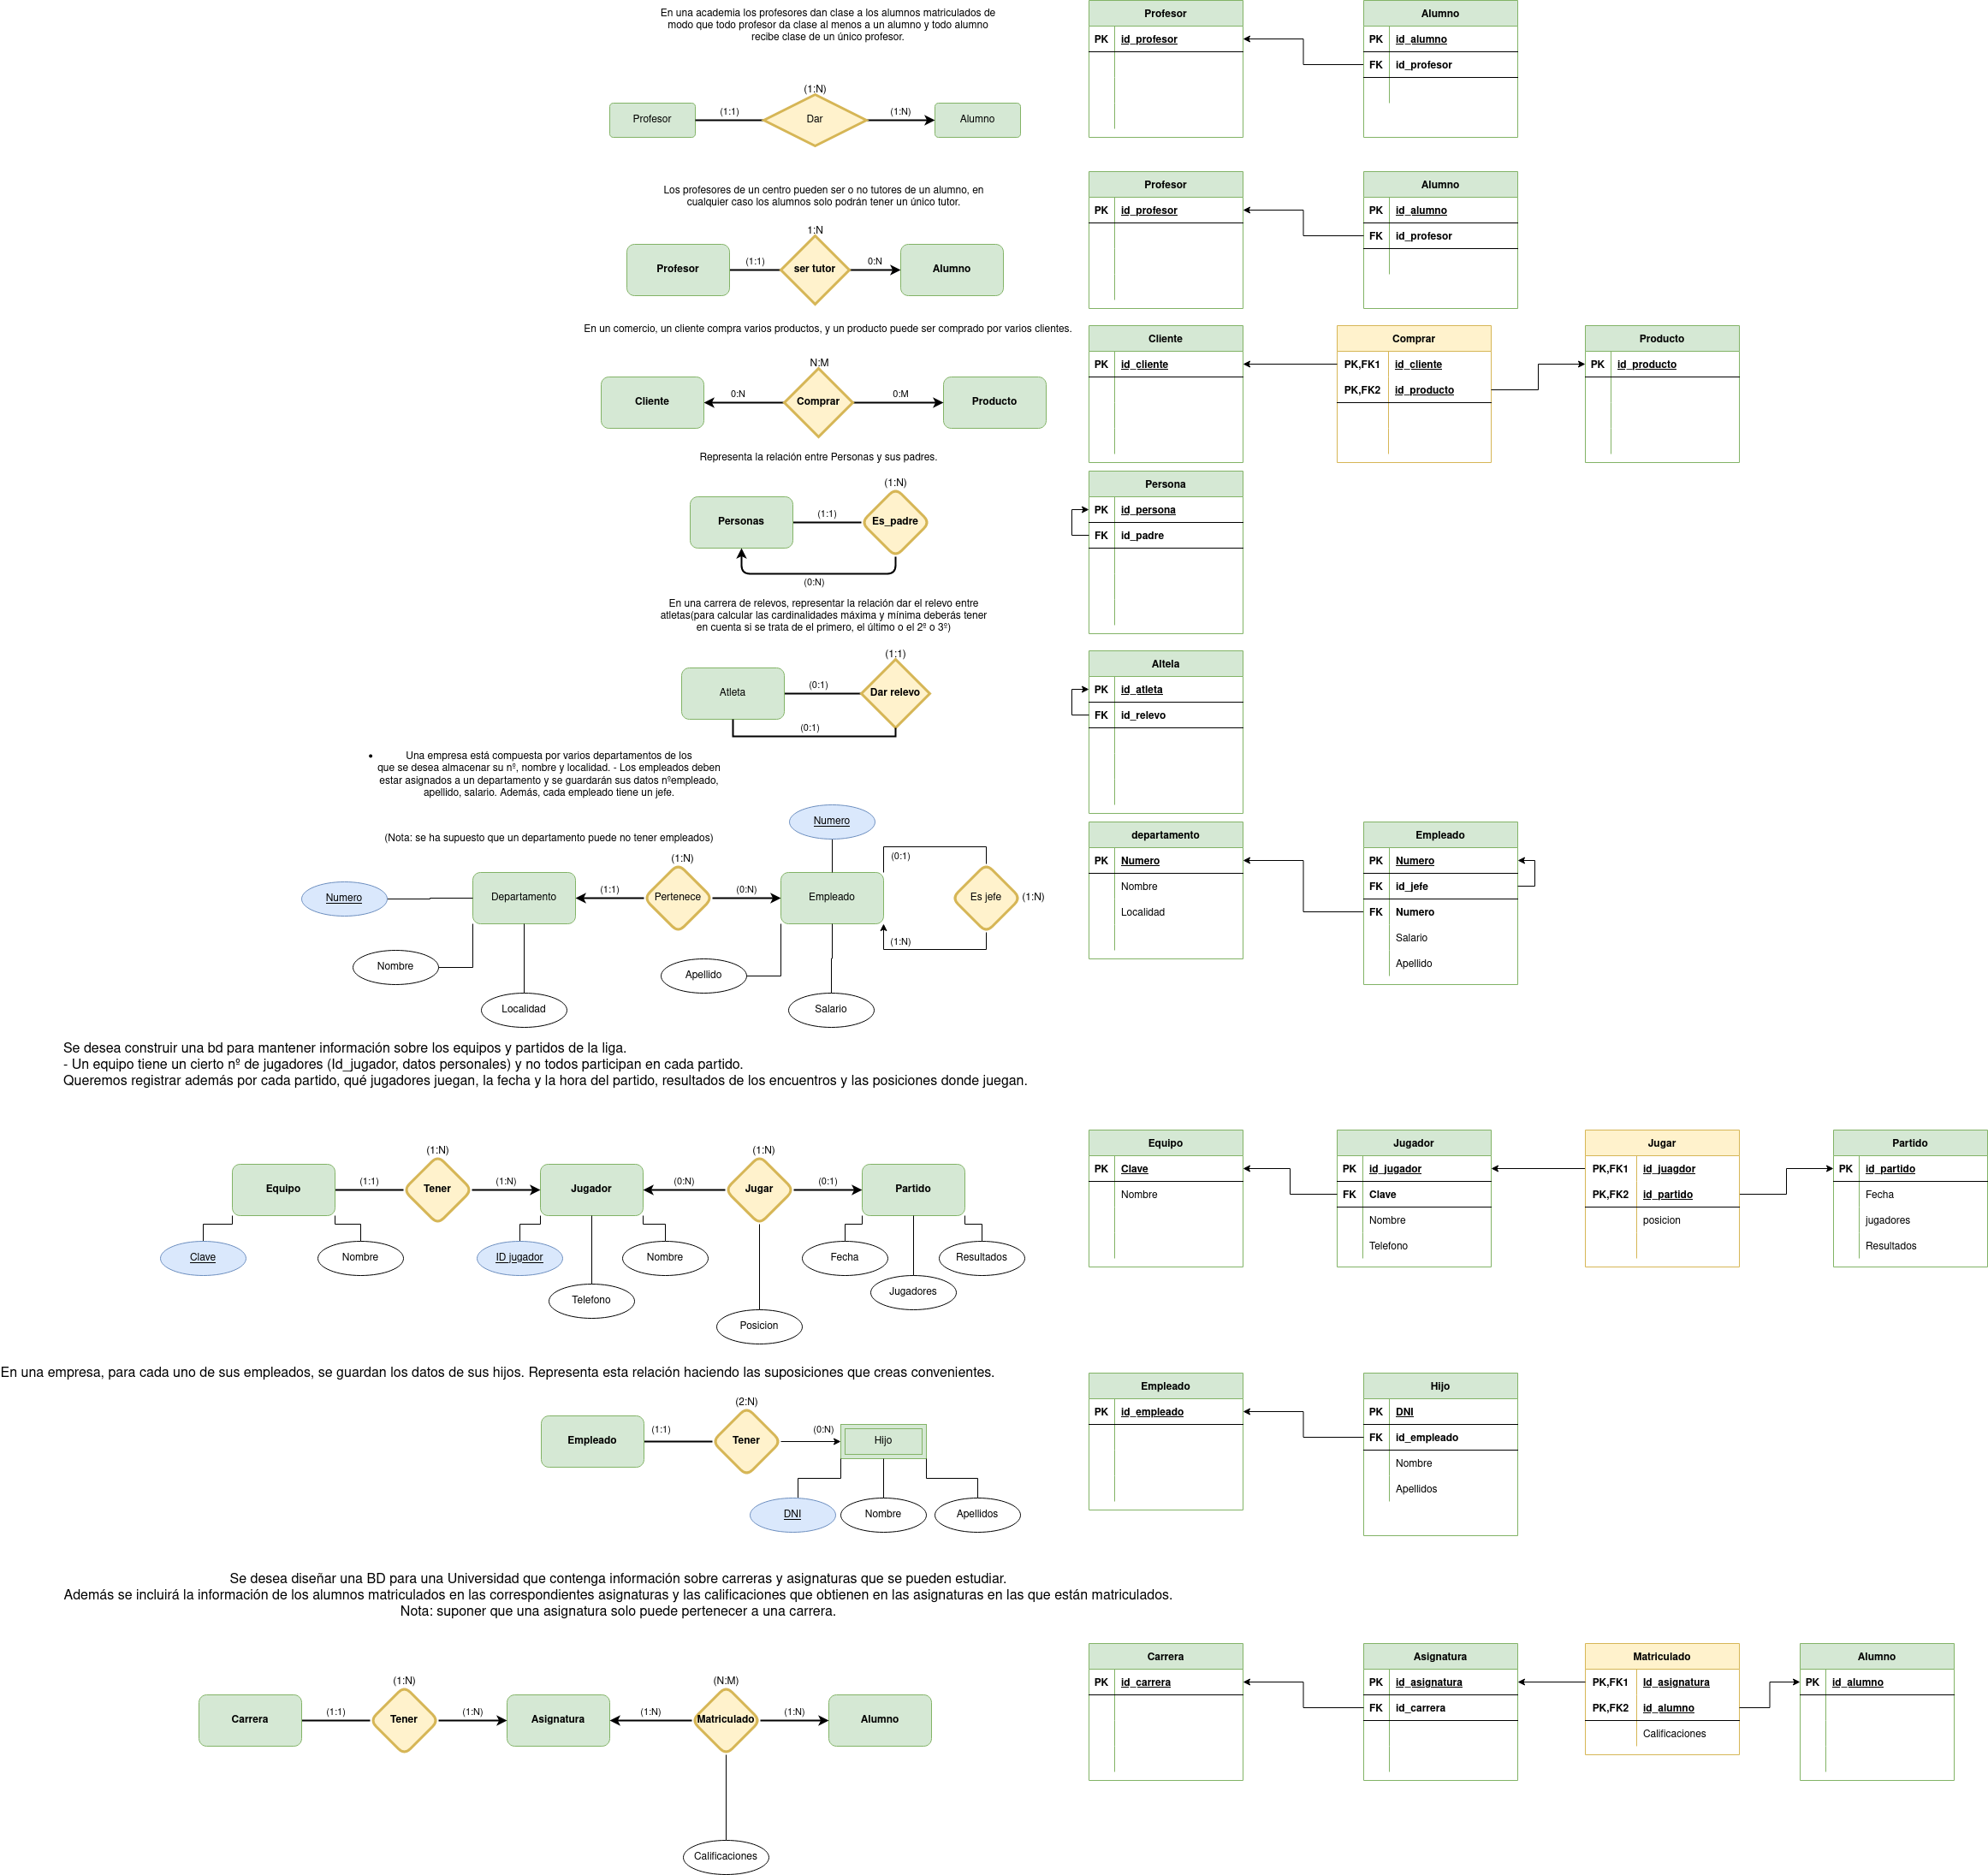 En una academia los profesores dan clase a los alumnos matriculados de
modo que todo profesor da clase al menos a un alumno y todo alumno
recibe clase de un único profesor.
(1:N)
Profesor
(1:1)
Dar
(1:N)
Alumno
Profesor
PK id_profesor
Alumno
PK id_alumno
FK id_profesor
Los profesores de un centro pueden ser o no tutores de un alumno, en
cualquier caso los alumnos solo podrán tener un único tutor.
1:N
Profesor
(1:1)
ser tutor
0:N
Alumno
Profesor
PK id_profesor
Alumno
PK id_alumno
FK id_profesor
En un comercio, un cliente compra varios productos, y un producto puede ser comprado por varios clientes.
N:M
Cliente
0:N
Comprar
0:M
Producto
Cliente
PK id_cliente
Comprar
PK,FK1 id_cliente
PK,FK2 id_producto
Producto
PK id_producto
Representa la relación entre Personas y sus padres.
(1:N)
Personas
(1:1)
Es_padre
(0:N)
Persona
PK id_persona
FK id_padre
En una carrera de relevos, representar la relación dar el relevo entre
atletas(para calcular las cardinalidades máxima y mínima deberás tener
en cuenta si se trata de el primero, el último o el 2º o 3º)
(1:1)
Atleta
(0:1)
Dar relevo
(0:1)
Altela
PK id_atleta
FK id_relevo
• Una empresa está compuesta por varios departamentos de los
que se desea almacenar su nº, nombre y localidad. - Los empleados deben
estar asignados a un departamento y se guardarán sus datos nºempleado,
apellido, salario. Además, cada empleado tiene un jefe.
(Nota: se ha supuesto que un departamento puede no tener empleados)
Numero
(1:N)
(0:1)
Numero
Departamento
(1:1)
Pertenece
(0:N)
Empleado
Es jefe
(1:N)
(1:N)
Nombre
Apellido
Localidad
Salario
departamento
PK Numero
Nombre
Localidad
Empleado
PK Numero
FK id_jefe
FK Numero
Salario
Apellido
Se desea construir una bd para mantener información sobre los equipos y partidos de la liga.
- Un equipo tiene un cierto nº de jugadores (Id_jugador, datos personales) y no todos participan en cada partido.
Queremos registrar además por cada partido, qué jugadores juegan, la fecha y la hora del partido, resultados de los encuentros y las posiciones donde juegan.
(1:N)
(1:N)
Equipo
(1:1)
Tener
(1:N)
Jugador
(0:N)
Jugar
(0:1)
Partido
Clave
Nombre
ID jugador
Nombre
Fecha
Resultados
Telefono
Jugadores
Posicion
Equipo
PK Clave
Nombre
Jugador
PK id_jugador
FK Clave
Nombre
Telefono
Jugar
PK,FK1 id_juagdor
PK,FK2 id_partido
posicion
Partido
PK id_partido
Fecha
jugadores
Resultados
En una empresa, para cada uno de sus empleados, se guardan los datos de sus hijos. Representa esta relación haciendo las suposiciones que creas convenientes.
(2:N)
Empleado
(1:1)
Tener
(0:N)
Hijo
DNI
Nombre
Apellidos
Empleado
PK id_empleado
Hijo
PK DNI
FK id_empleado
Nombre
Apellidos
Se desea diseñar una BD para una Universidad que contenga información sobre carreras y asignaturas que se pueden estudiar.
Además se incluirá la información de los alumnos matriculados en las correspondientes asignaturas y las calificaciones que obtienen en las asignaturas en las que están matriculados.
Nota: suponer que una asignatura solo puede pertenecer a una carrera.
(1:N)
(N:M)
Carrera
(1:1)
Tener
(1:N)
Asignatura
(1:N)
Matriculado
(1:N)
Alumno
Calificaciones
Carrera
PK id_carrera
Asignatura
PK id_asignatura
FK id_carrera
Matriculado
PK,FK1 Id_asignatura
PK,FK2 id_alumno
Calificaciones
Alumno
PK id_alumno